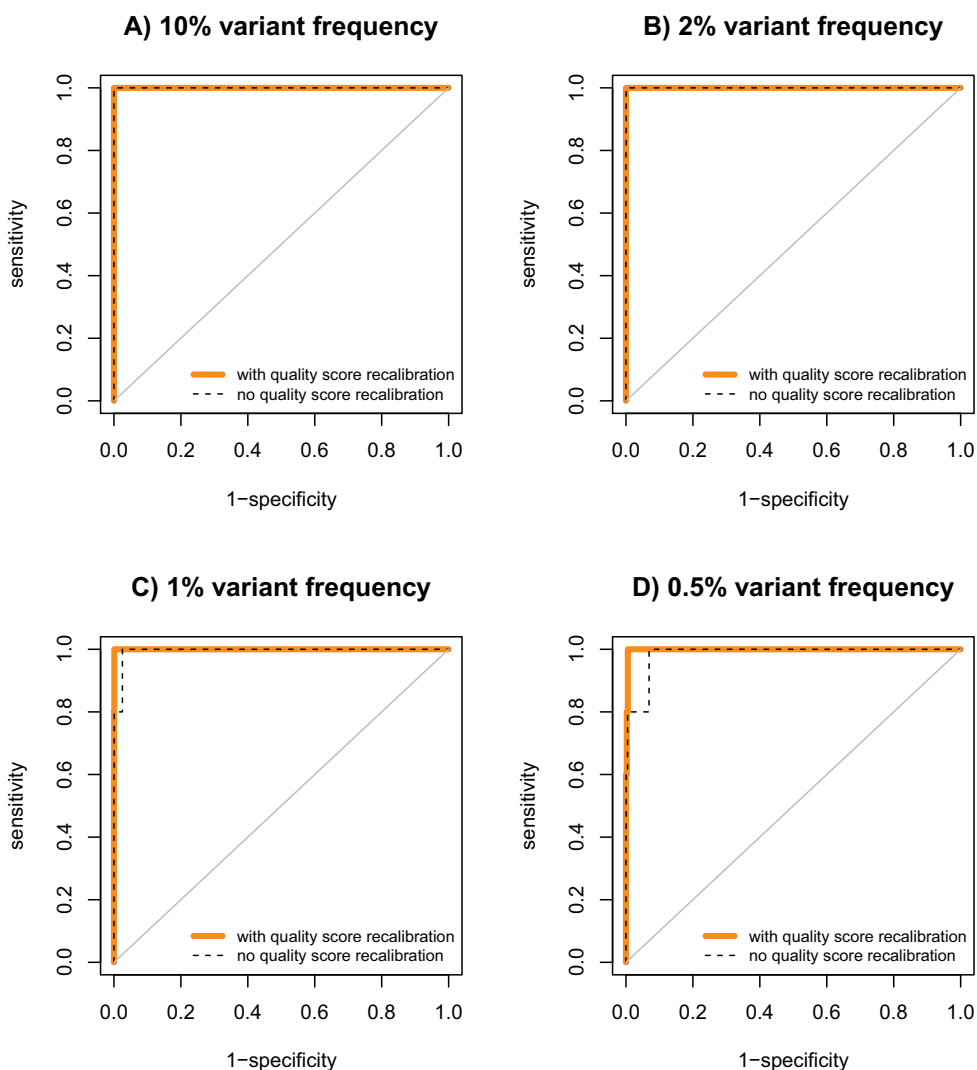 A) 10% variant frequency
sensitivity
1.0
0.8
0.6
0.4
0.2
0.0
with quality score recalibration
no quality score recalibration
0.0 0.2 0.4 0.6 0.8 1.0
1−specificity
B) 2% variant frequency
sensitivity
1.0
0.8
0.6
0.4
0.2
0.0
with quality score recalibration
no quality score recalibration
0.0 0.2 0.4 0.6 0.8 1.0
1−specificity
C) 1% variant frequency
sensitivity
1.0
0.8
0.6
0.4
0.2
0.0
with quality score recalibration
no quality score recalibration
0.0 0.2 0.4 0.6 0.8 1.0
1−specificity
D) 0.5% variant frequency
sensitivity
1.0
0.8
0.6
0.4
0.2
0.0
with quality score recalibration
no quality score recalibration
0.0 0.2 0.4 0.6 0.8 1.0
1−specificity